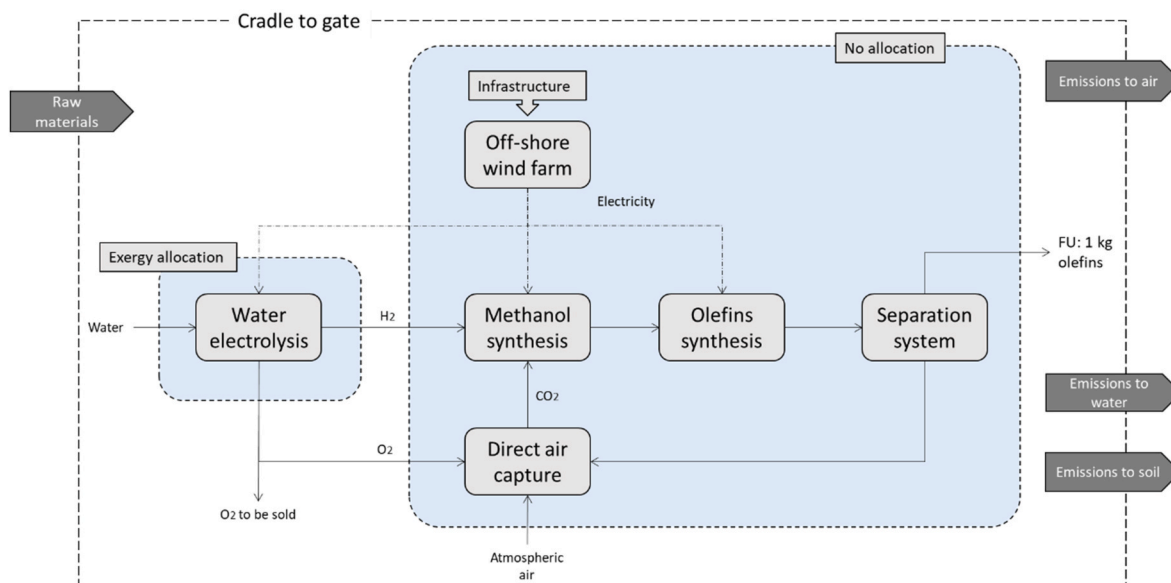 Cradle to gate
No allocation
Raw
materials
Infrastructure
Emissions to air
Off-shore
wind farm
Electricity
Exergy allocation
FU: 1 kg
olefins
Water
Water
electrolysis
H2
Methanol
synthesis
Olefins
synthesis
Separation
system
CO2
Emissions to
water
O2
Direct air
capture
Emissions to soil
O2 to be sold
Atmospheric
air